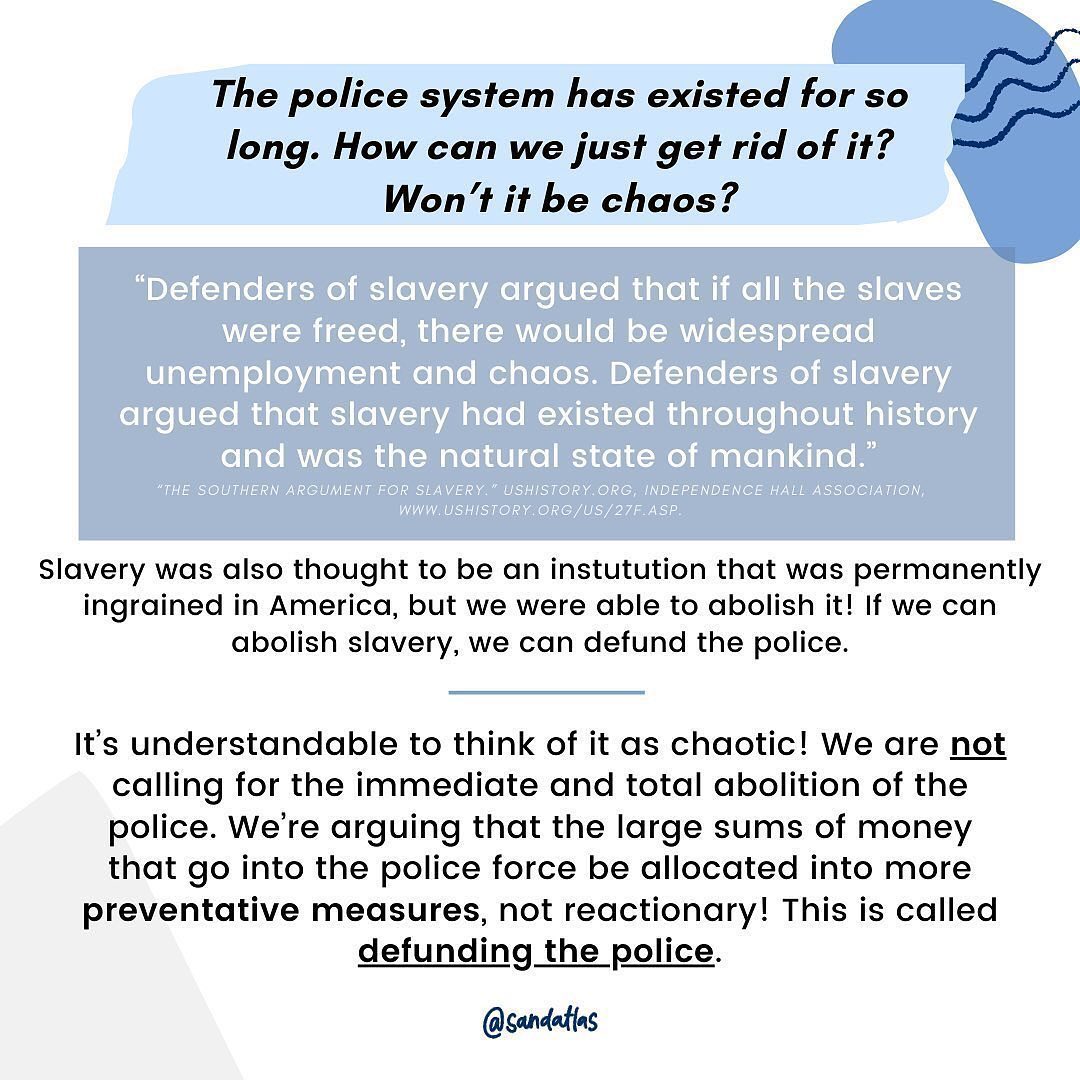 The police system has existed for so
long. How can we just get rid of it?
Won't it be chaos?
“Defenders of slavery argued that if all the slaves
were freed, there would be widespread
unemployment and chaos. Defenders of slavery
argued that slavery had existed throughout history
and was the natural state of mankind.”
“THE SOUTHERN ARGUMENT FOR SLAVERY.” USHISTORY.ORG, INDEPENDENCE HALL ASSOCIATION,
WWW.USHISTORY.ORG/US/27F.ASP.
Slavery was also thought to be an instutution that was permanently
ingrained in America, but we were able to abolish it! If we can
abolish slavery, we can defund the police.
It's understandable to think of it as chaotic! We are not
calling for the immediate and total abolition of the
police. We're arguing that the large sums of money
that go into the police force be allocated into more
preventative measures, not reactionary! This is called
defunding the police.
@sandatlas